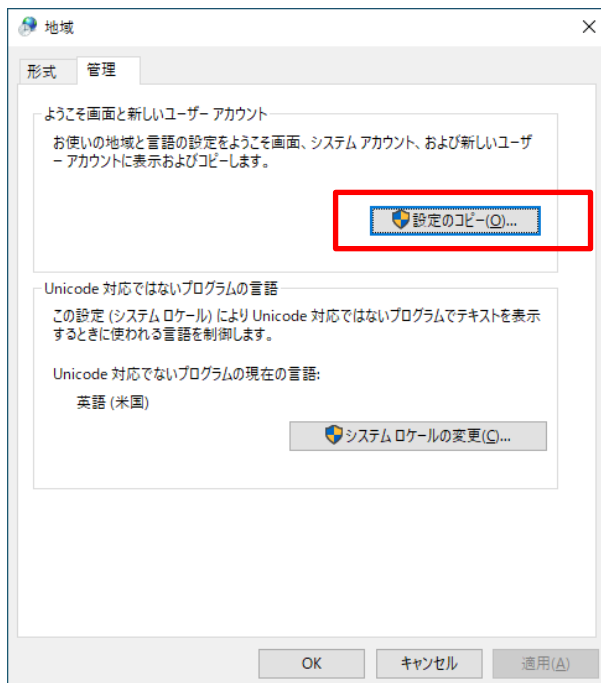 地域
形式
管理
ようこそ画面と新しいユーザー アカウント
お使いの地域と言語の設定をようこそ画面、システム アカウント、および新しいユーザ
ー アカウントに表示およびコピーします。
設定のコピー(O)...
Unicode 対応ではないプログラムの言語
この設定 (システム ロケール) により Unicode 対応ではないプログラムでテキストを表示
するときに使われる言語を制御します。
Unicode 対応でないプログラムの現在の言語:
英語 (米国)
システム ロケールの変更(C)...
OK
キャンセル
適用(A)